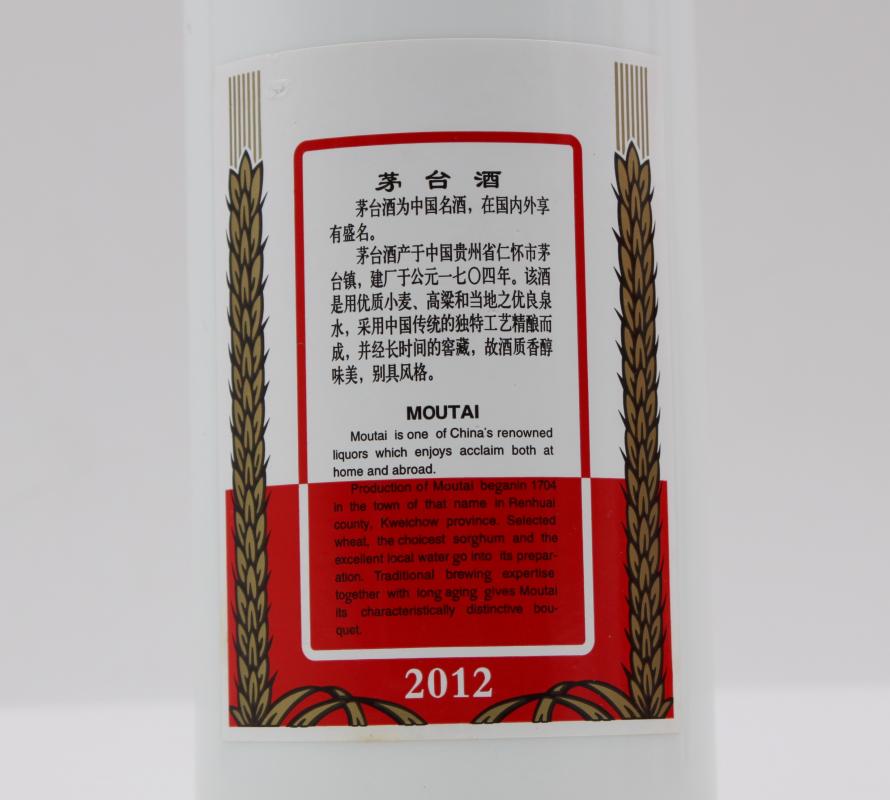 茅台酒
茅台酒为中国名酒，在国内外享
有盛名。
茅台酒产于中国贵州省仁怀市茅
台镇，建厂于公元一七〇四年。该酒
是用优质小麦、高粱和当地之优良泉
水，采用中国传统的独特工艺精酿而
成，并经长时间的窖藏，故酒质香醇
味美，别具风格。
MOUTAI
Moutai is one of China's renowned
liquors which enjoys acclaim both at
home and abroad.
Production of Moutai beganin 1704
in the town of that name in Renhuai
county, Kweichow province. Selected
wheat, the choicest sorghum and the
excellent local water go into its prepar-
ation. Traditional brewing expertise
together with long aging gives Moutai
its characteristically distinctive bou-
quet.
2012